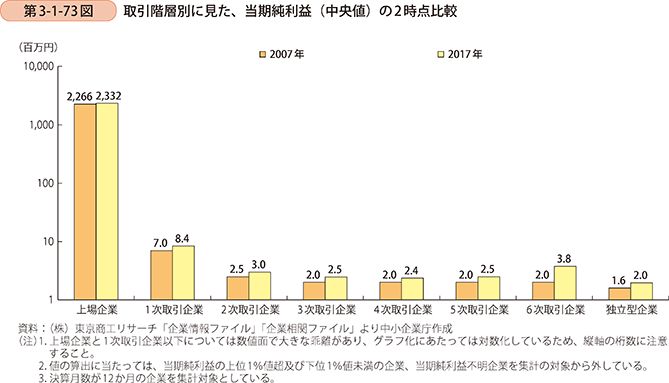 第3-1-73図 取引階層別に見た、当期純利益（中央値）の2時点比較
（百万円）
2007年 2017年
10,000
1,000
100
10
1
2,266 2,332
7.0 8.4
2.5 3.0
2.0 2.5
2.0 2.4
2.0 2.5
2.0 3.8
1.6 2.0
上場企業 1次取引企業 2次取引企業 3次取引企業 4次取引企業 5次取引企業 6次取引企業 独立型企業
資料：（株）東京商工リサーチ「企業情報ファイル」「企業相関ファイル」より中小企業庁作成
（注）1. 上場企業と1次取引企業以下については数値面で大きな乖離があり、グラフ化にあたっては対数化しているため、縦軸の桁数に注意
すること。
2. 値の算出に当たっては、当期純利益の上位1%値超及び下位1%値未満の企業、当期純利益不明企業を集計の対象から外している。
3. 決算月数が12か月の企業を集計対象としている。